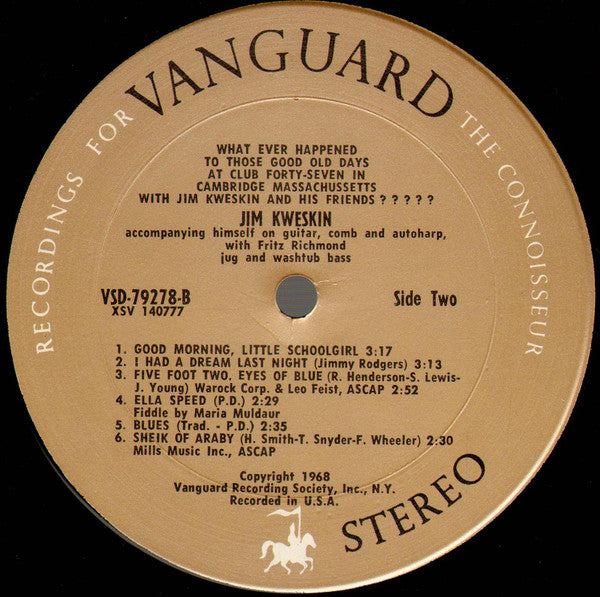 RECORDINGS FOR VANGUARD THE CONNOISSEUR
WHAT EVER HAPPENED
TO THOSE GOOD OLD DAYS
AT CLUB FORTY-SEVEN IN
CAMBRIDGE MASSACHUSSETTS
WITH JIM KWESKIN AND HIS FRIENDS ? ? ? ? ?
JIM KWESKIN
accompanying himself on guitar, comb and autoharp,
with Fritz Richmond
jug and washtub bass
VSD-79278-B
XSV 140777
Side Two
1. GOOD MORNING, LITTLE SCHOOLGIRL 3:17
2. I HAD A DREAM LAST NIGHT (Jimmy Rodgers) 3:13
3. FIVE FOOT TWO, EYES OF BLUE (R. Henderson-S. Lewis-
J. Young) Warock Corp. & Leo Feist, ASCAP 2:52
4. ELLA SPEED (P.D.) 2:29
Fiddle by Maria Muldaur
5. BLUES (Trad. - P.D.) 2:35
6. SHEIK OF ARABY (H. Smith-T. Snyder-F. Wheeler) 2:30
Mills Music Inc., ASCAP
Copyright 1968
Vanguard Recording Society, Inc., N.Y.
Recorded in U.S.A.
STEREO